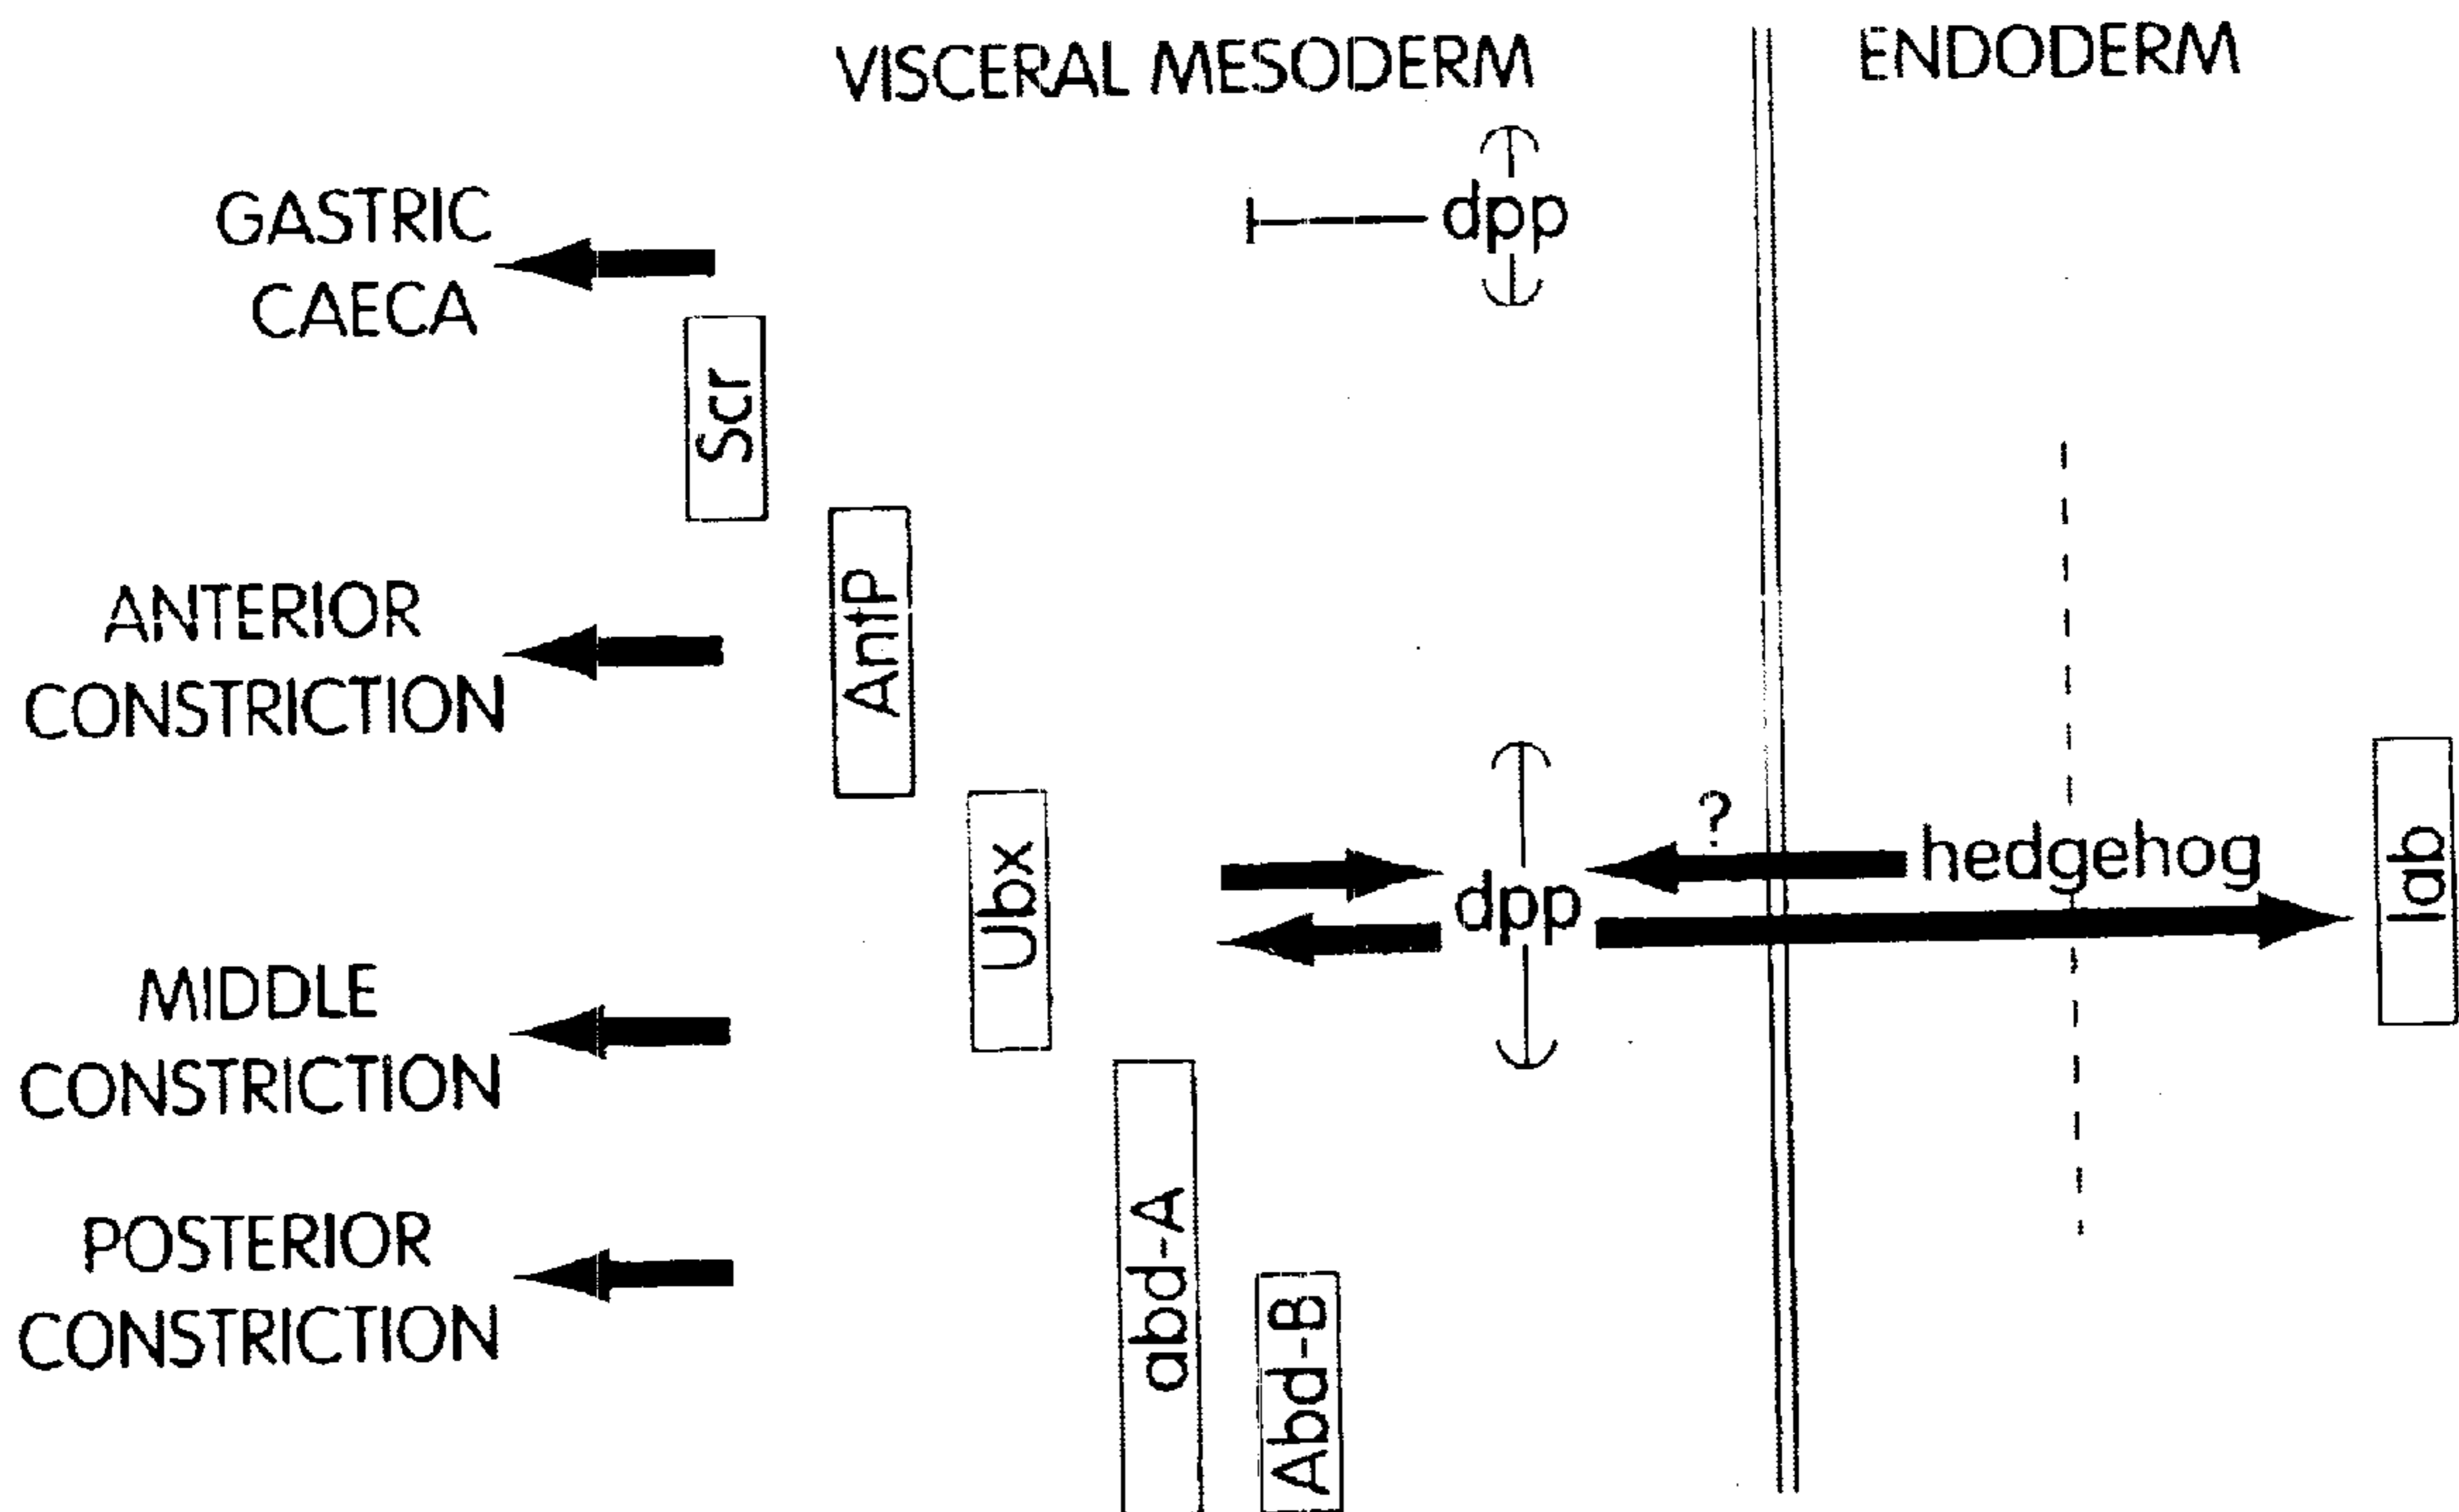 VISCERAL MESODERM
ENDODERM
GASTRIC
CAECA
dpp
Scr
ANTERIOR
CONSTRICTION
AntP
Ubx
dpp
?
hedgehog
lab
MIDDLE
CONSTRICTION
POSTERIOR
CONSTRICTION
abd-A
Abd-B